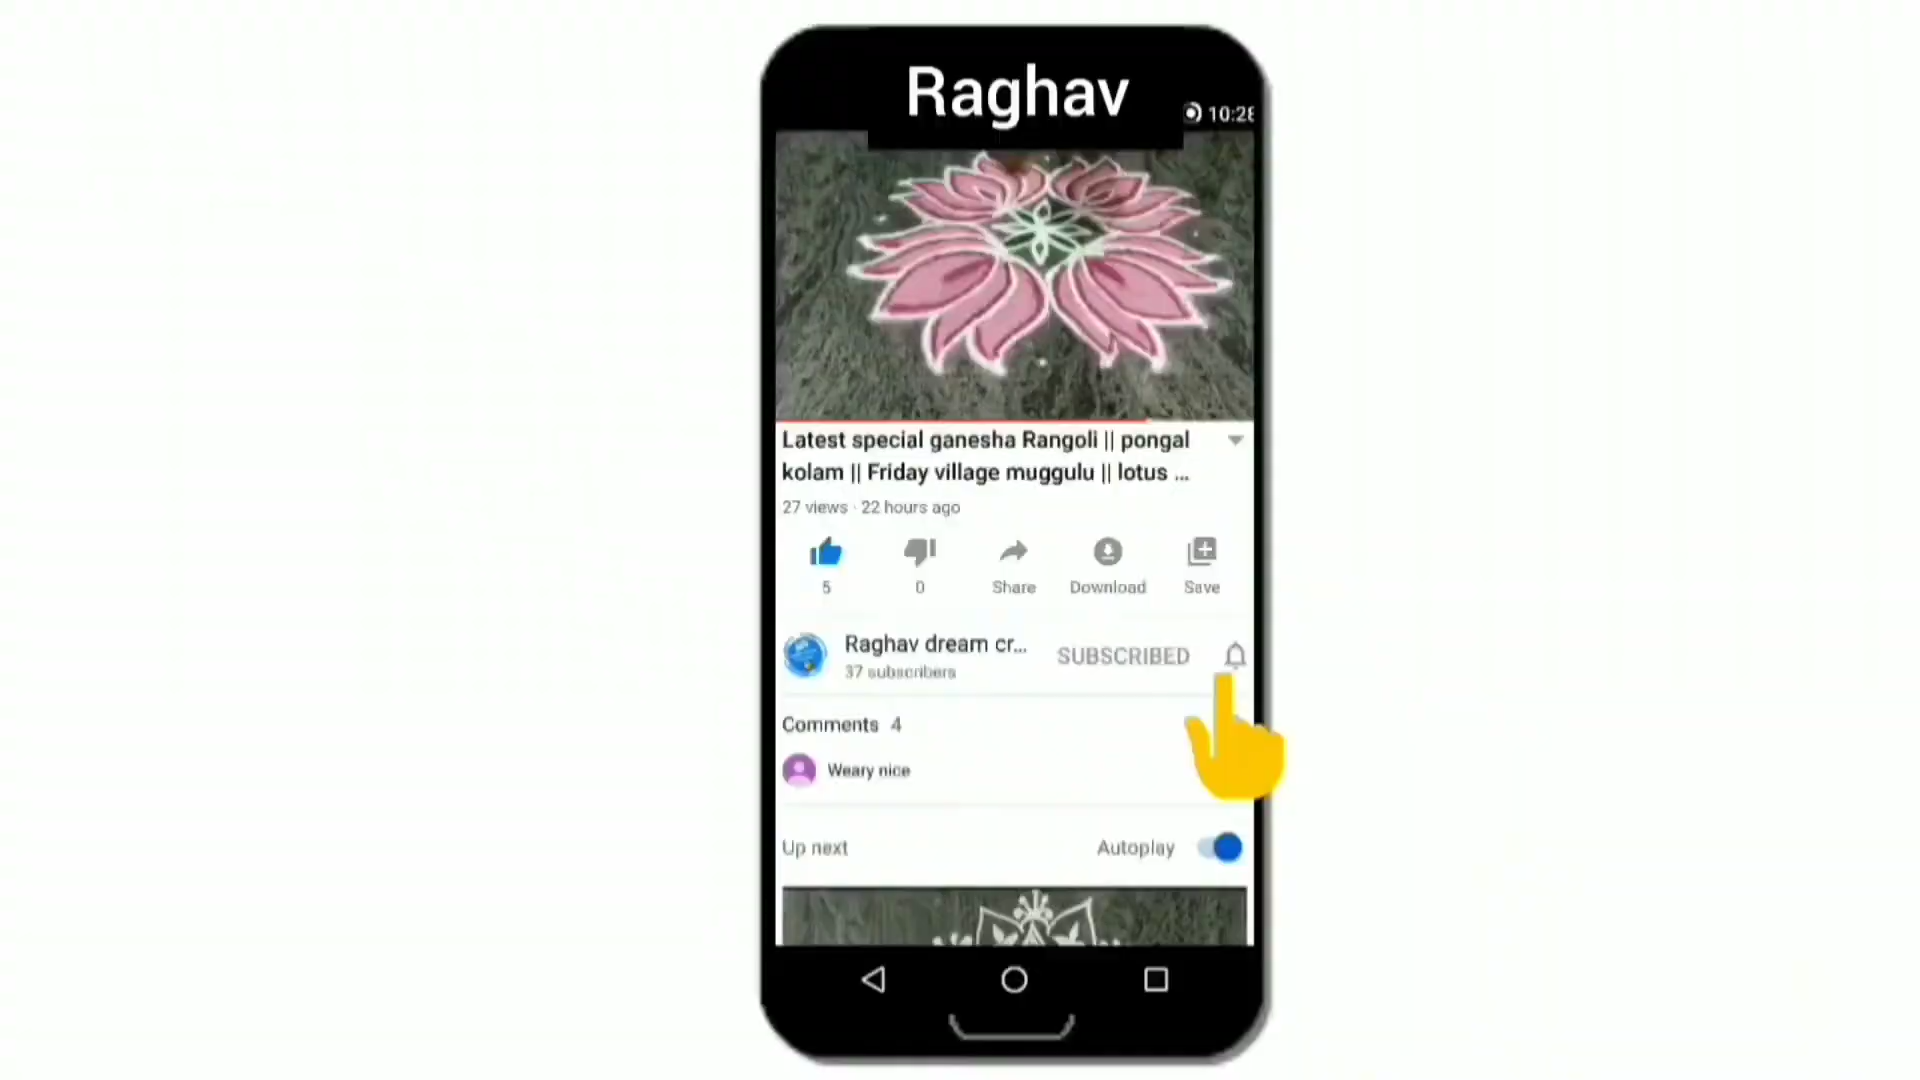 Raghav
10:28
Latest special ganesha Rangoli || pongal
kolam || Friday village muggulu || lotus ...
27 views · 22 hours ago
5
0
Share
Download
Save
Raghav dream cr...
SUBSCRIBED
37 subscribers
Comments 4
Weary nice
Up next
Autoplay